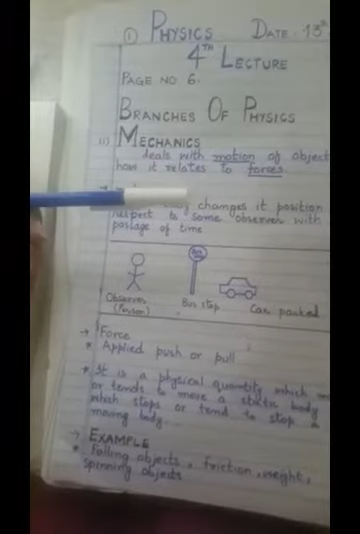 ① PHYSICS DATE : 13
4TH LECTURE
PAGE NO 6.
BRANCHES OF PHYSICS
ii) MECHANICS
deals with motion of object
how it relates to forces.
changes it position
respect to some observer with
passage of time
Observer Bus stop Car parked
(Person)
→ Force
* Applied push or pull
* It is a physical quantity which
or tends to move a static body
which stops or tend to stop a
moving body.
→ EXAMPLE
* Falling objects, friction, weight,
spinning objects